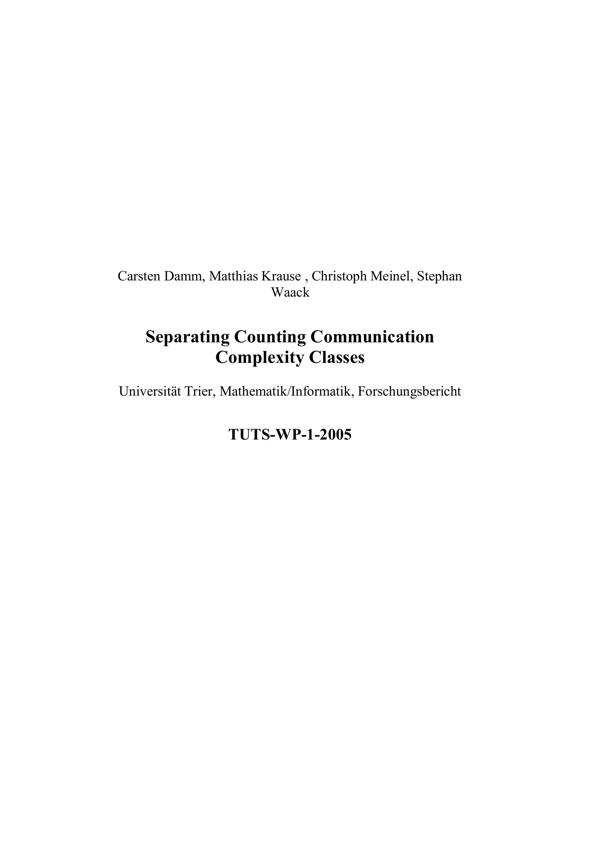 Carsten Damm, Matthias Krause , Christoph Meinel, Stephan
Waack
Separating Counting Communication
Complexity Classes
Universität Trier, Mathematik/Informatik, Forschungsbericht
TUTS-WP-1-2005